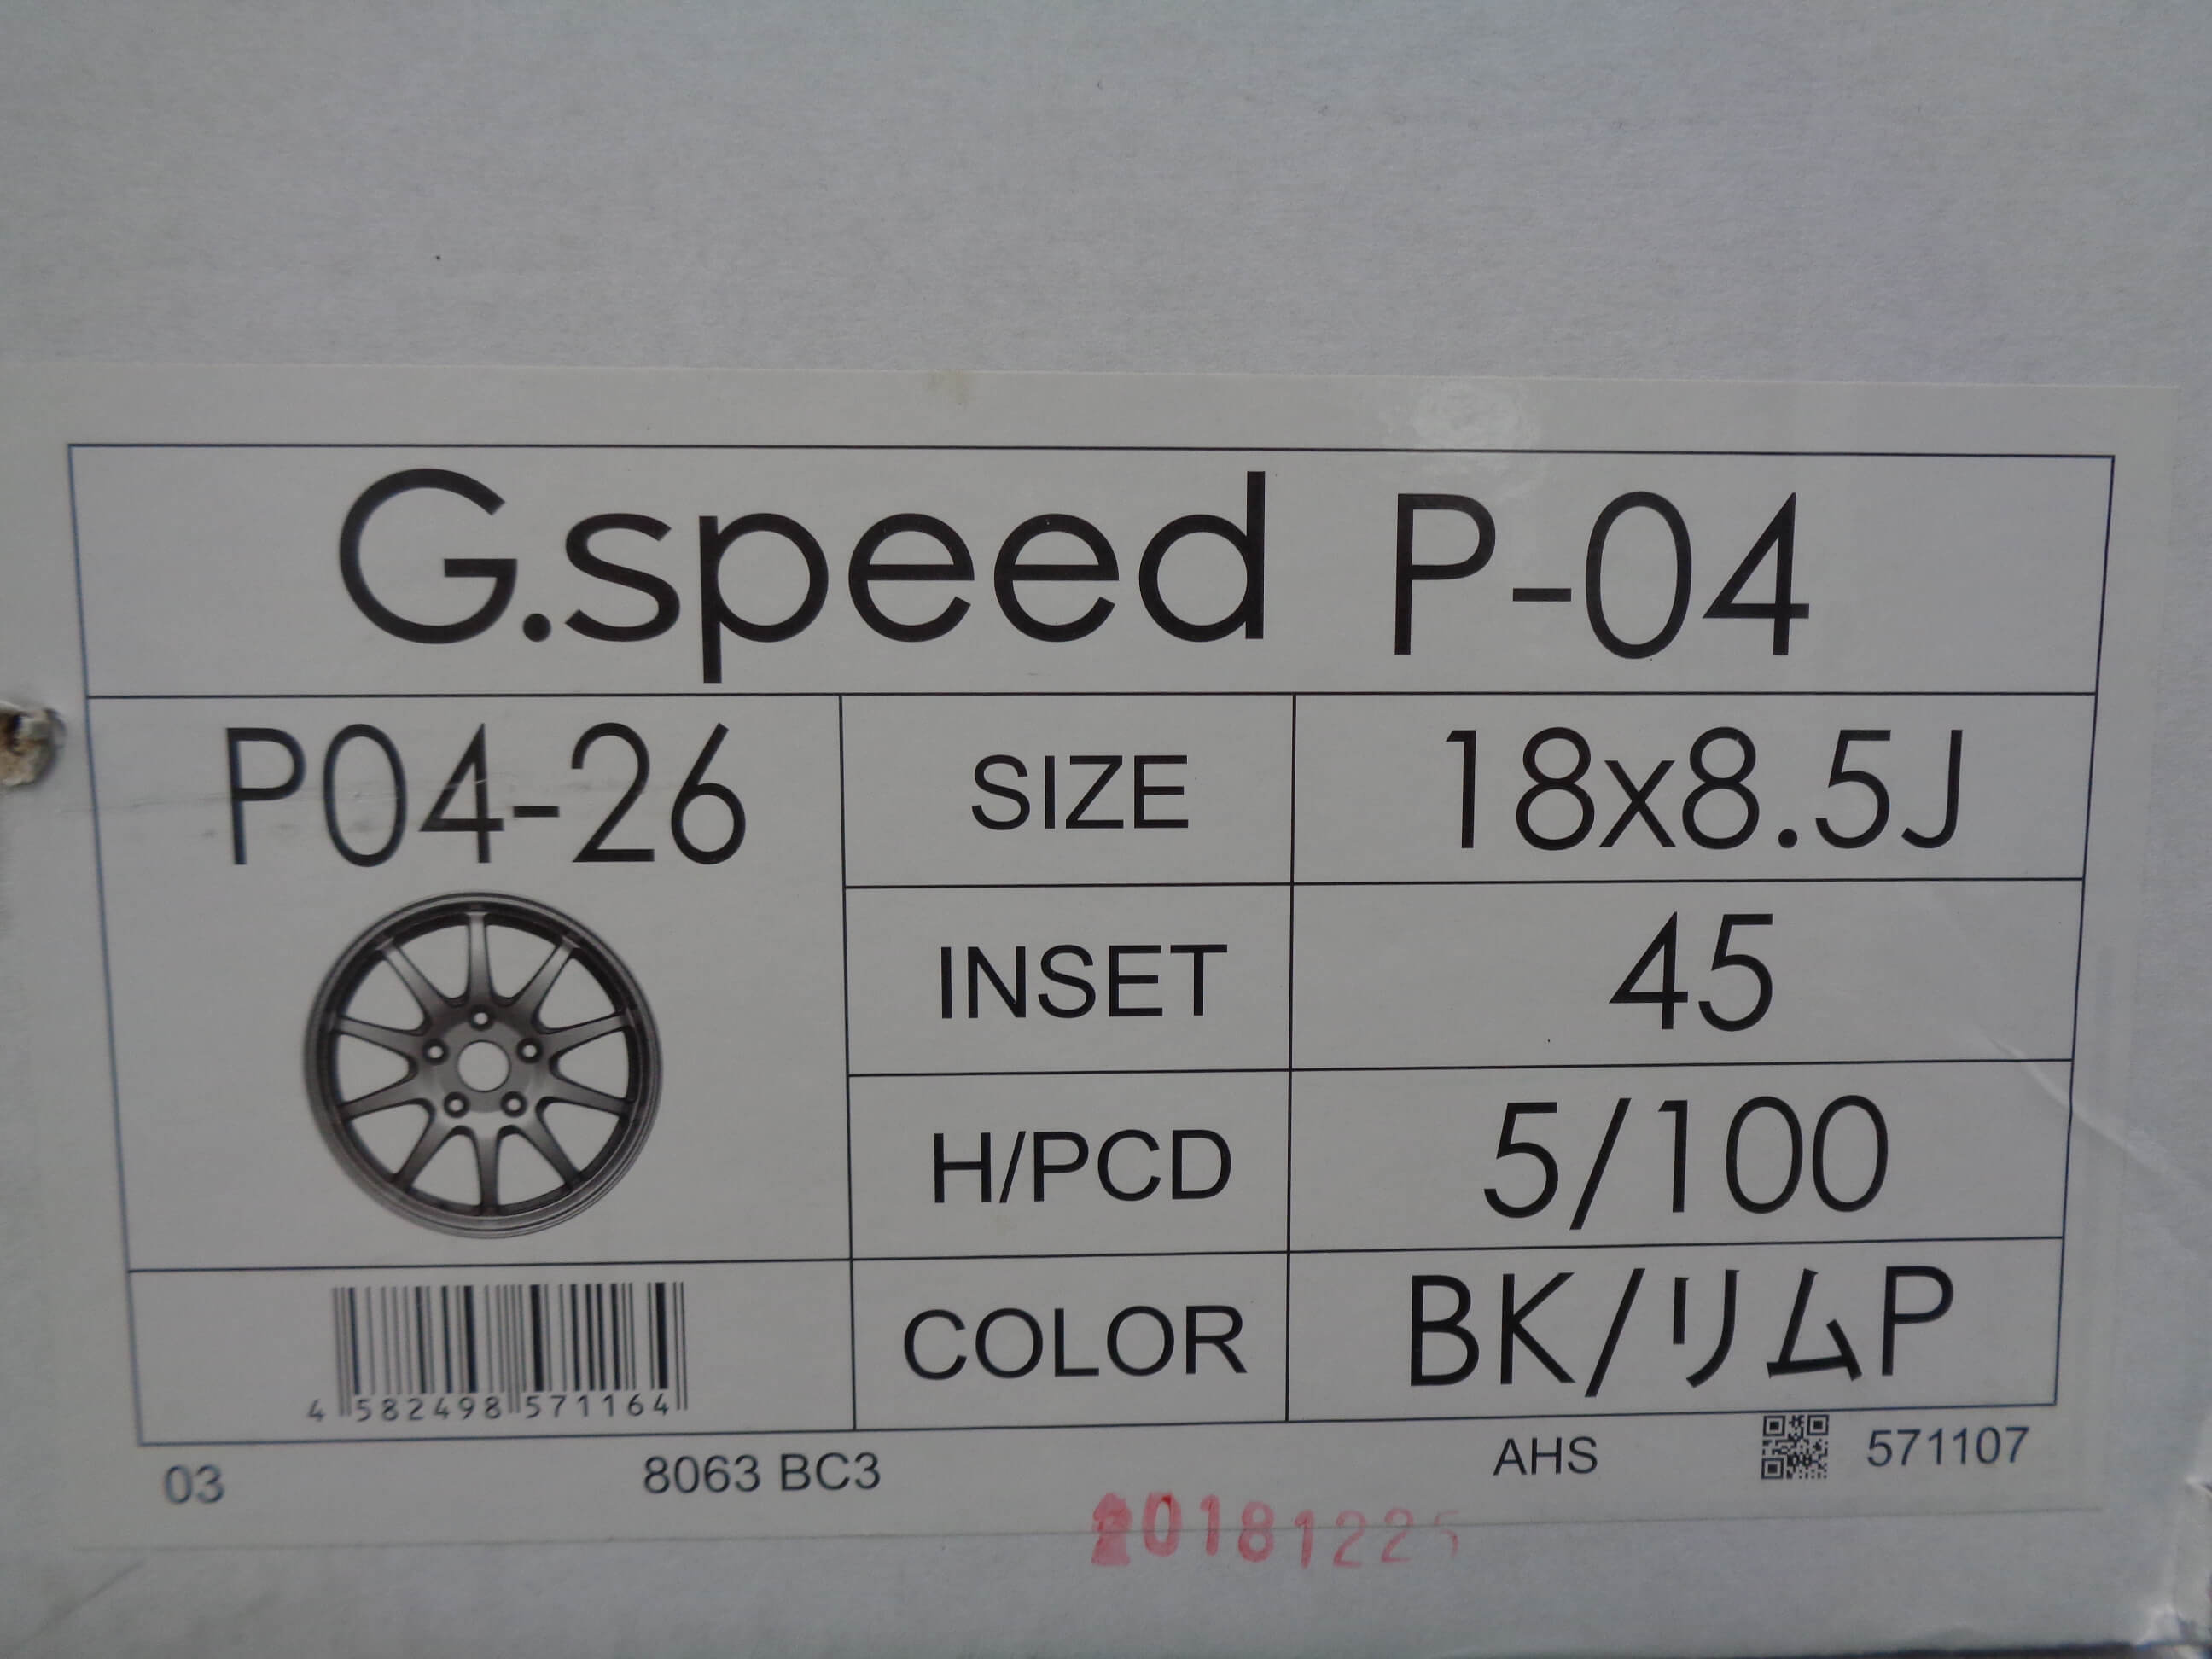 G.speed P-04
P04-26
SIZE 18x8.5J
INSET 45
H/PCD 5/100
COLOR BK/リムP
4 582498 571164
03 8063 BC3 AHS 571107
20181225